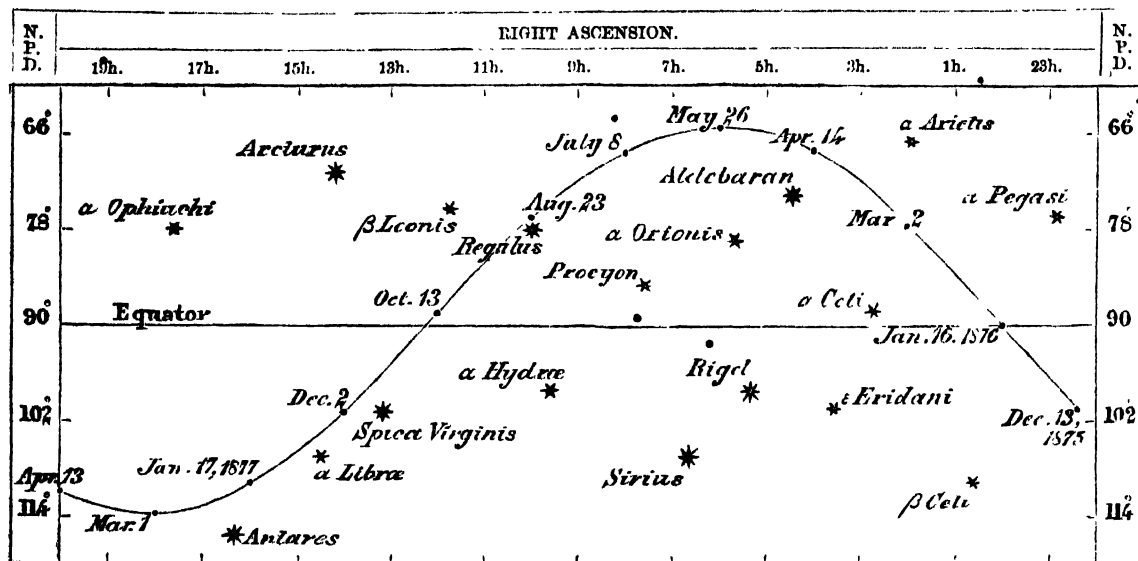 N. P. D.
RIGHT ASCENSION.
N. P. D.
19h. 17h. 15h. 13h. 11h. 9h. 7h. 5h. 3h. 1h. 23h.
66°
May 26
α Arietis
66°
Arcturus
July 8
Apr. 14
Aldebaran
α Ophiuchi
α Pegasi
78°
β Leonis
Aug. 23
Regulus
α Orionis
Mar. 2
78°
Procyon
Oct. 13
α Ceti
90°
Equator
Jan. 16. 1876
90
α Hydræ
Rigel
ε Eridani
102°
Dec. 2
Spica Virginis
Dec. 13, 1875
102°
Apr. 13
Jan. 17, 1877
α Libræ
Sirius
β Ceti
114°
Mar. 1
Antares
114°